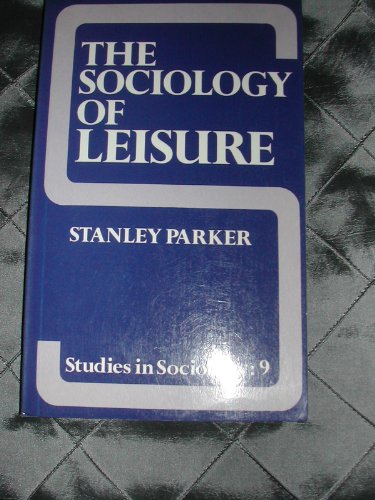 THE
SOCIOLOGY
OF
LEISURE
STANLEY PARKER
Studies in Sociology: 9